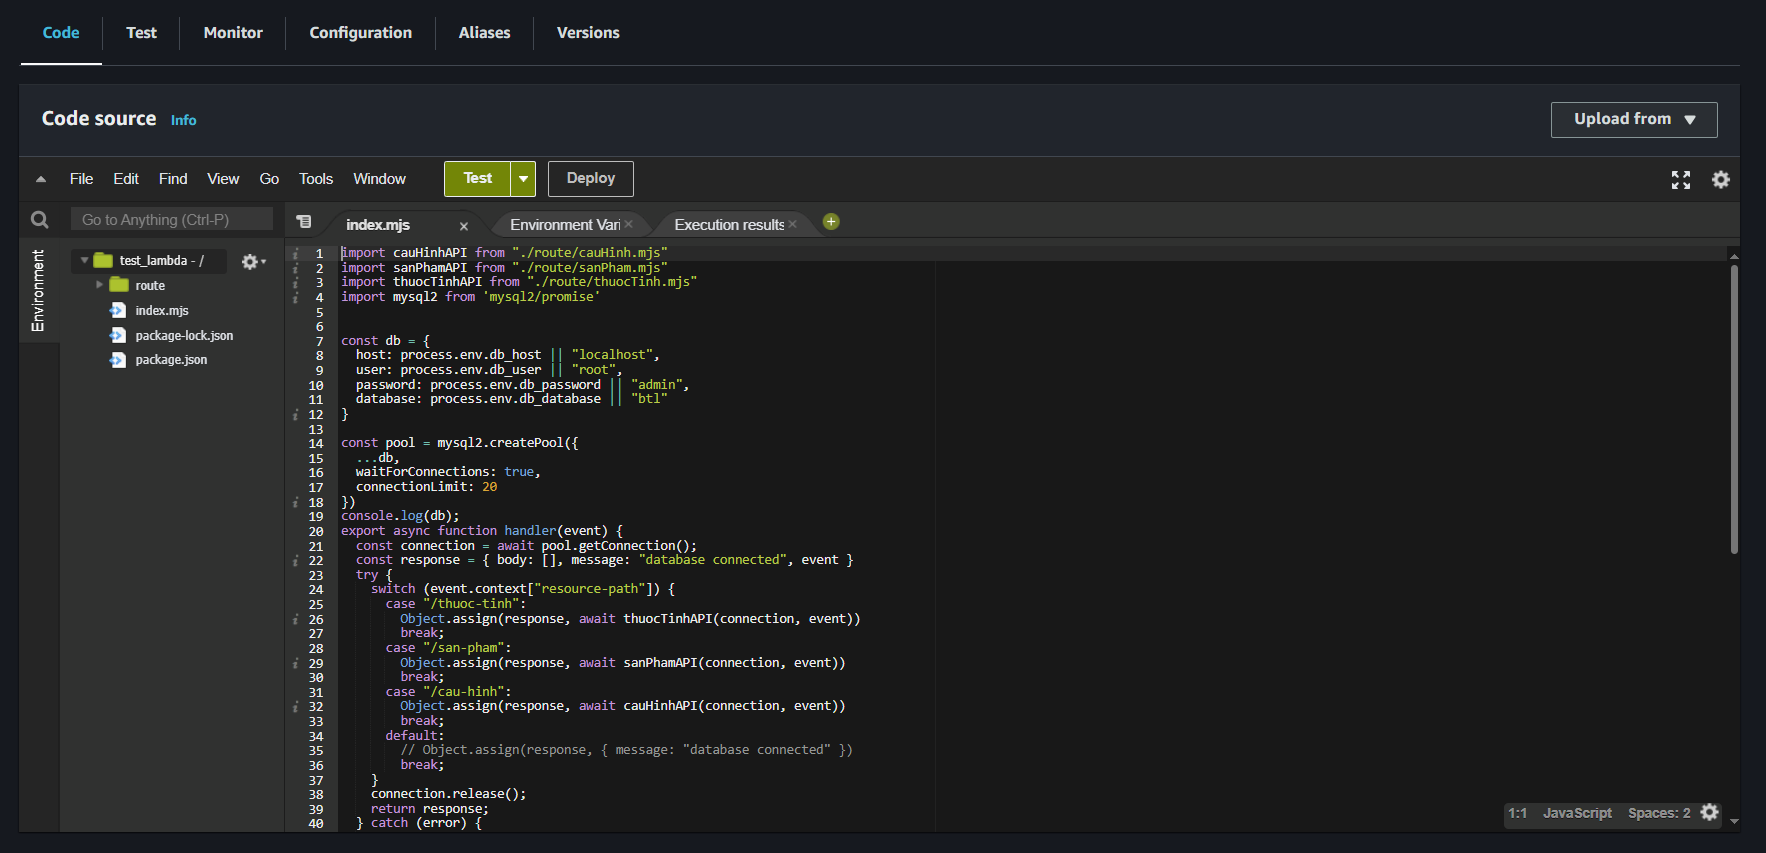 Code Test Monitor Configuration Aliases Versions
Code source Info
Upload from
File Edit Find View Go Tools Window Test Deploy
Go to Anything (Ctrl-P)
index.mjs Environment Vari Execution results
Environment
test_lambda - /
route
index.mjs
package-lock.json
package.json
1 import cauHinhAPI from "./route/cauHinh.mjs"
2 import sanPhamAPI from "./route/sanPham.mjs"
3 import thuocTinhAPI from "./route/thuocTinh.mjs"
4 import mysql2 from 'mysql2/promise'
5
6
7 const db = {
8   host: process.env.db_host || "localhost",
9   user: process.env.db_user || "root",
10   password: process.env.db_password || "admin",
11   database: process.env.db_database || "btl"
12 }
13
14 const pool = mysql2.createPool({
15   ...db,
16   waitForConnections: true,
17   connectionLimit: 20
18 })
19 console.log(db);
20 export async function handler(event) {
21   const connection = await pool.getConnection();
22   const response = { body: [], message: "database connected", event }
23   try {
24     switch (event.context["resource-path"]) {
25       case "/thuoc-tinh":
26         Object.assign(response, await thuocTinhAPI(connection, event))
27         break;
28       case "/san-pham":
29         Object.assign(response, await sanPhamAPI(connection, event))
30         break;
31       case "/cau-hinh":
32         Object.assign(response, await cauHinhAPI(connection, event))
33         break;
34       default:
35         // Object.assign(response, { message: "database connected" })
36         break;
37     }
38     connection.release();
39     return response;
40   } catch (error) {
1:1 JavaScript Spaces: 2